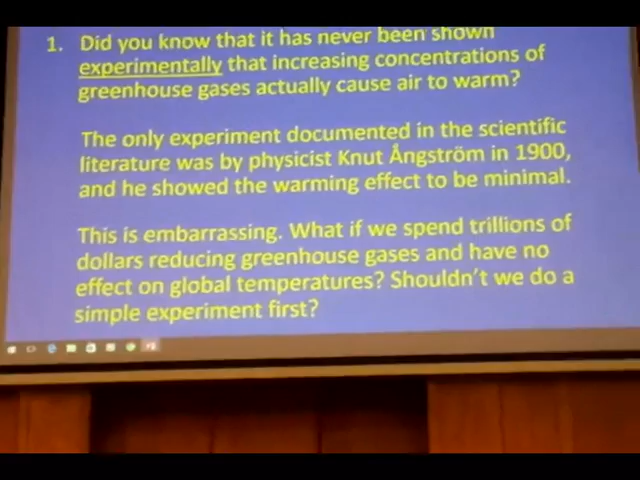 1. Did you know that it has never been shown
experimentally that increasing concentrations of
greenhouse gases actually cause air to warm?
The only experiment documented in the scientific
literature was by physicist Knut Ångström in 1900,
and he showed the warming effect to be minimal.
This is embarrassing. What if we spend trillions of
dollars reducing greenhouse gases and have no
effect on global temperatures? Shouldn't we do a
simple experiment first?